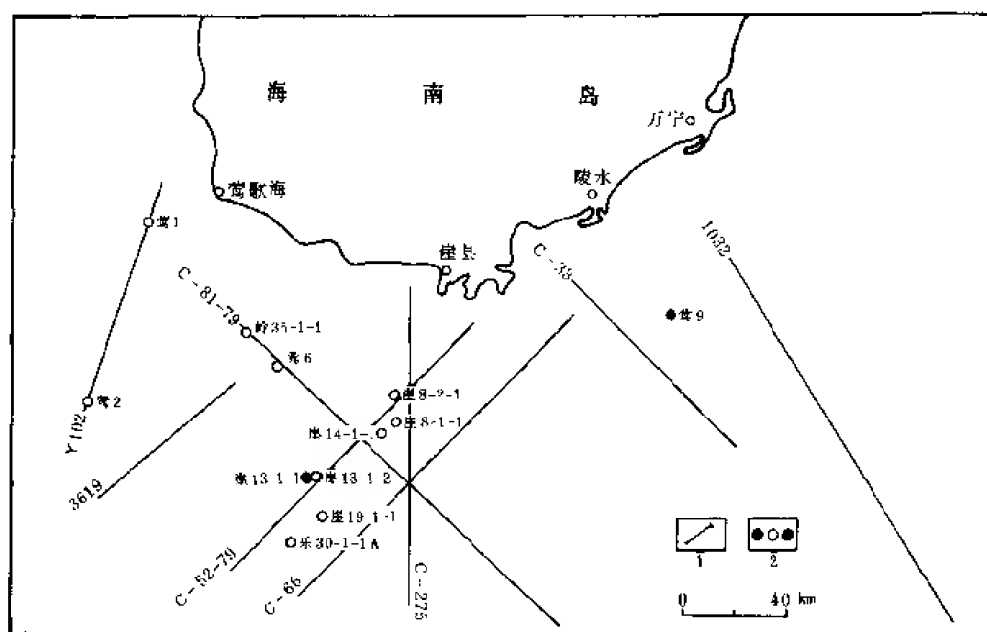 海 南 岛
万宁
莺歌海
陵水
崖县
莺1
C-81-79
C-33
1032
岭35-1-1
莺6
莺9
莺2
Y102
3619
崖8-2-1
崖8-1-1
崖14-1-
崖13-1-1
崖13-1-2
崖19-1-1
乐30-1-1A
C-52-79
C-66
C-275
1
2
0 40 km